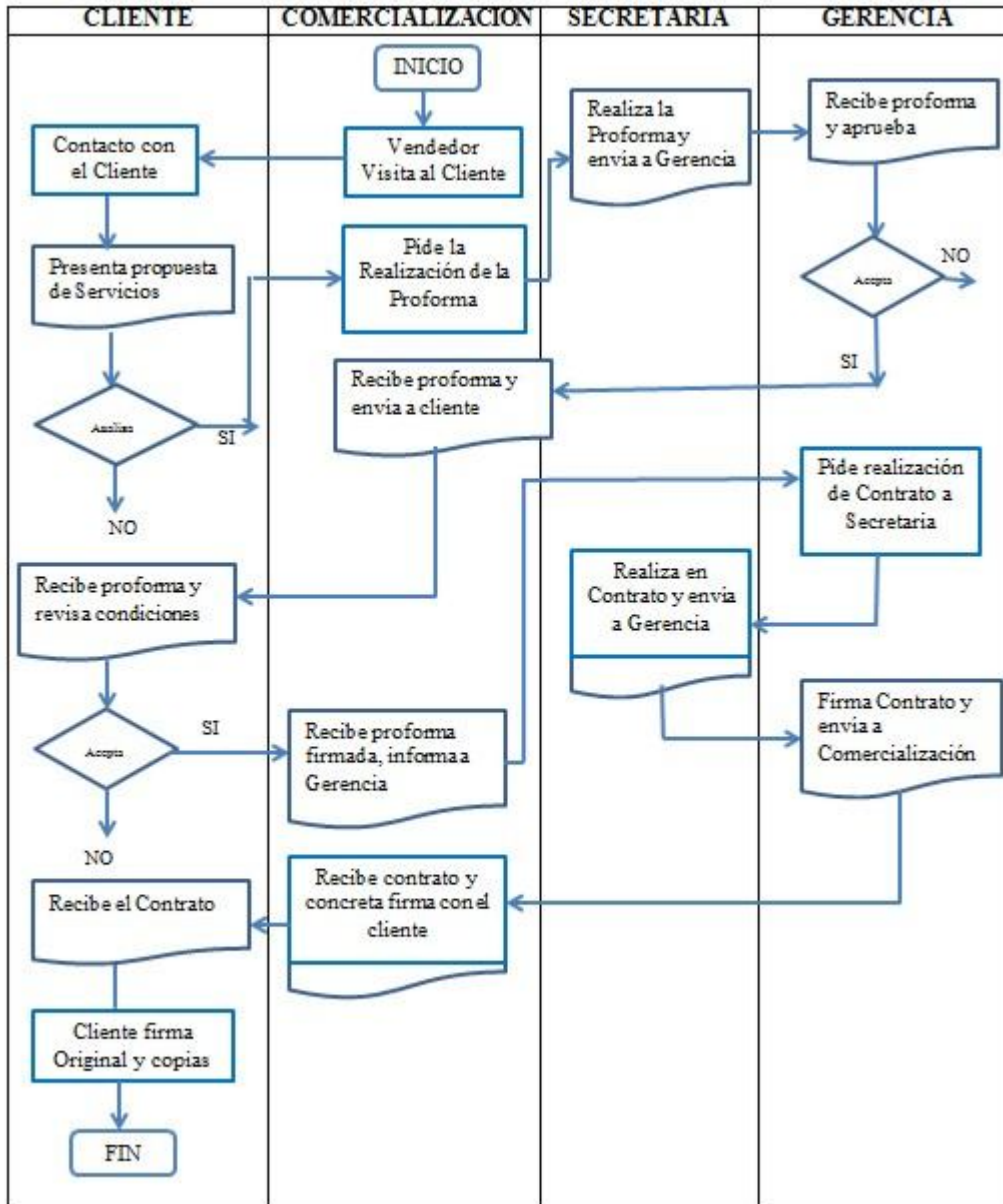 CLIENTE
COMERCIALIZACION
SECRETARIA
GERENCIA
INICIO
Contacto con
el Cliente
Vendedor
Visita al Cliente
Realiza la
Proforma y
envia a Gerencia
Recibe proforma
y aprueba
Presenta propuesta
de Servicios
Pide la
Realización de la
Proforma
Acepta
NO
SI
Analiza
SI
NO
Recibe proforma y
envia a cliente
Pide realización
de Contrato a
Secretaria
Recibe proforma y
revisa condiciones
Realiza en
Contrato y envia
a Gerencia
Acepta
SI
NO
Recibe proforma
firmada, informa a
Gerencia
Firma Contrato y
envia a
Comercialización
Recibe el Contrato
Recibe contrato y
concreta firma con el
cliente
Cliente firma
Original y copias
FIN